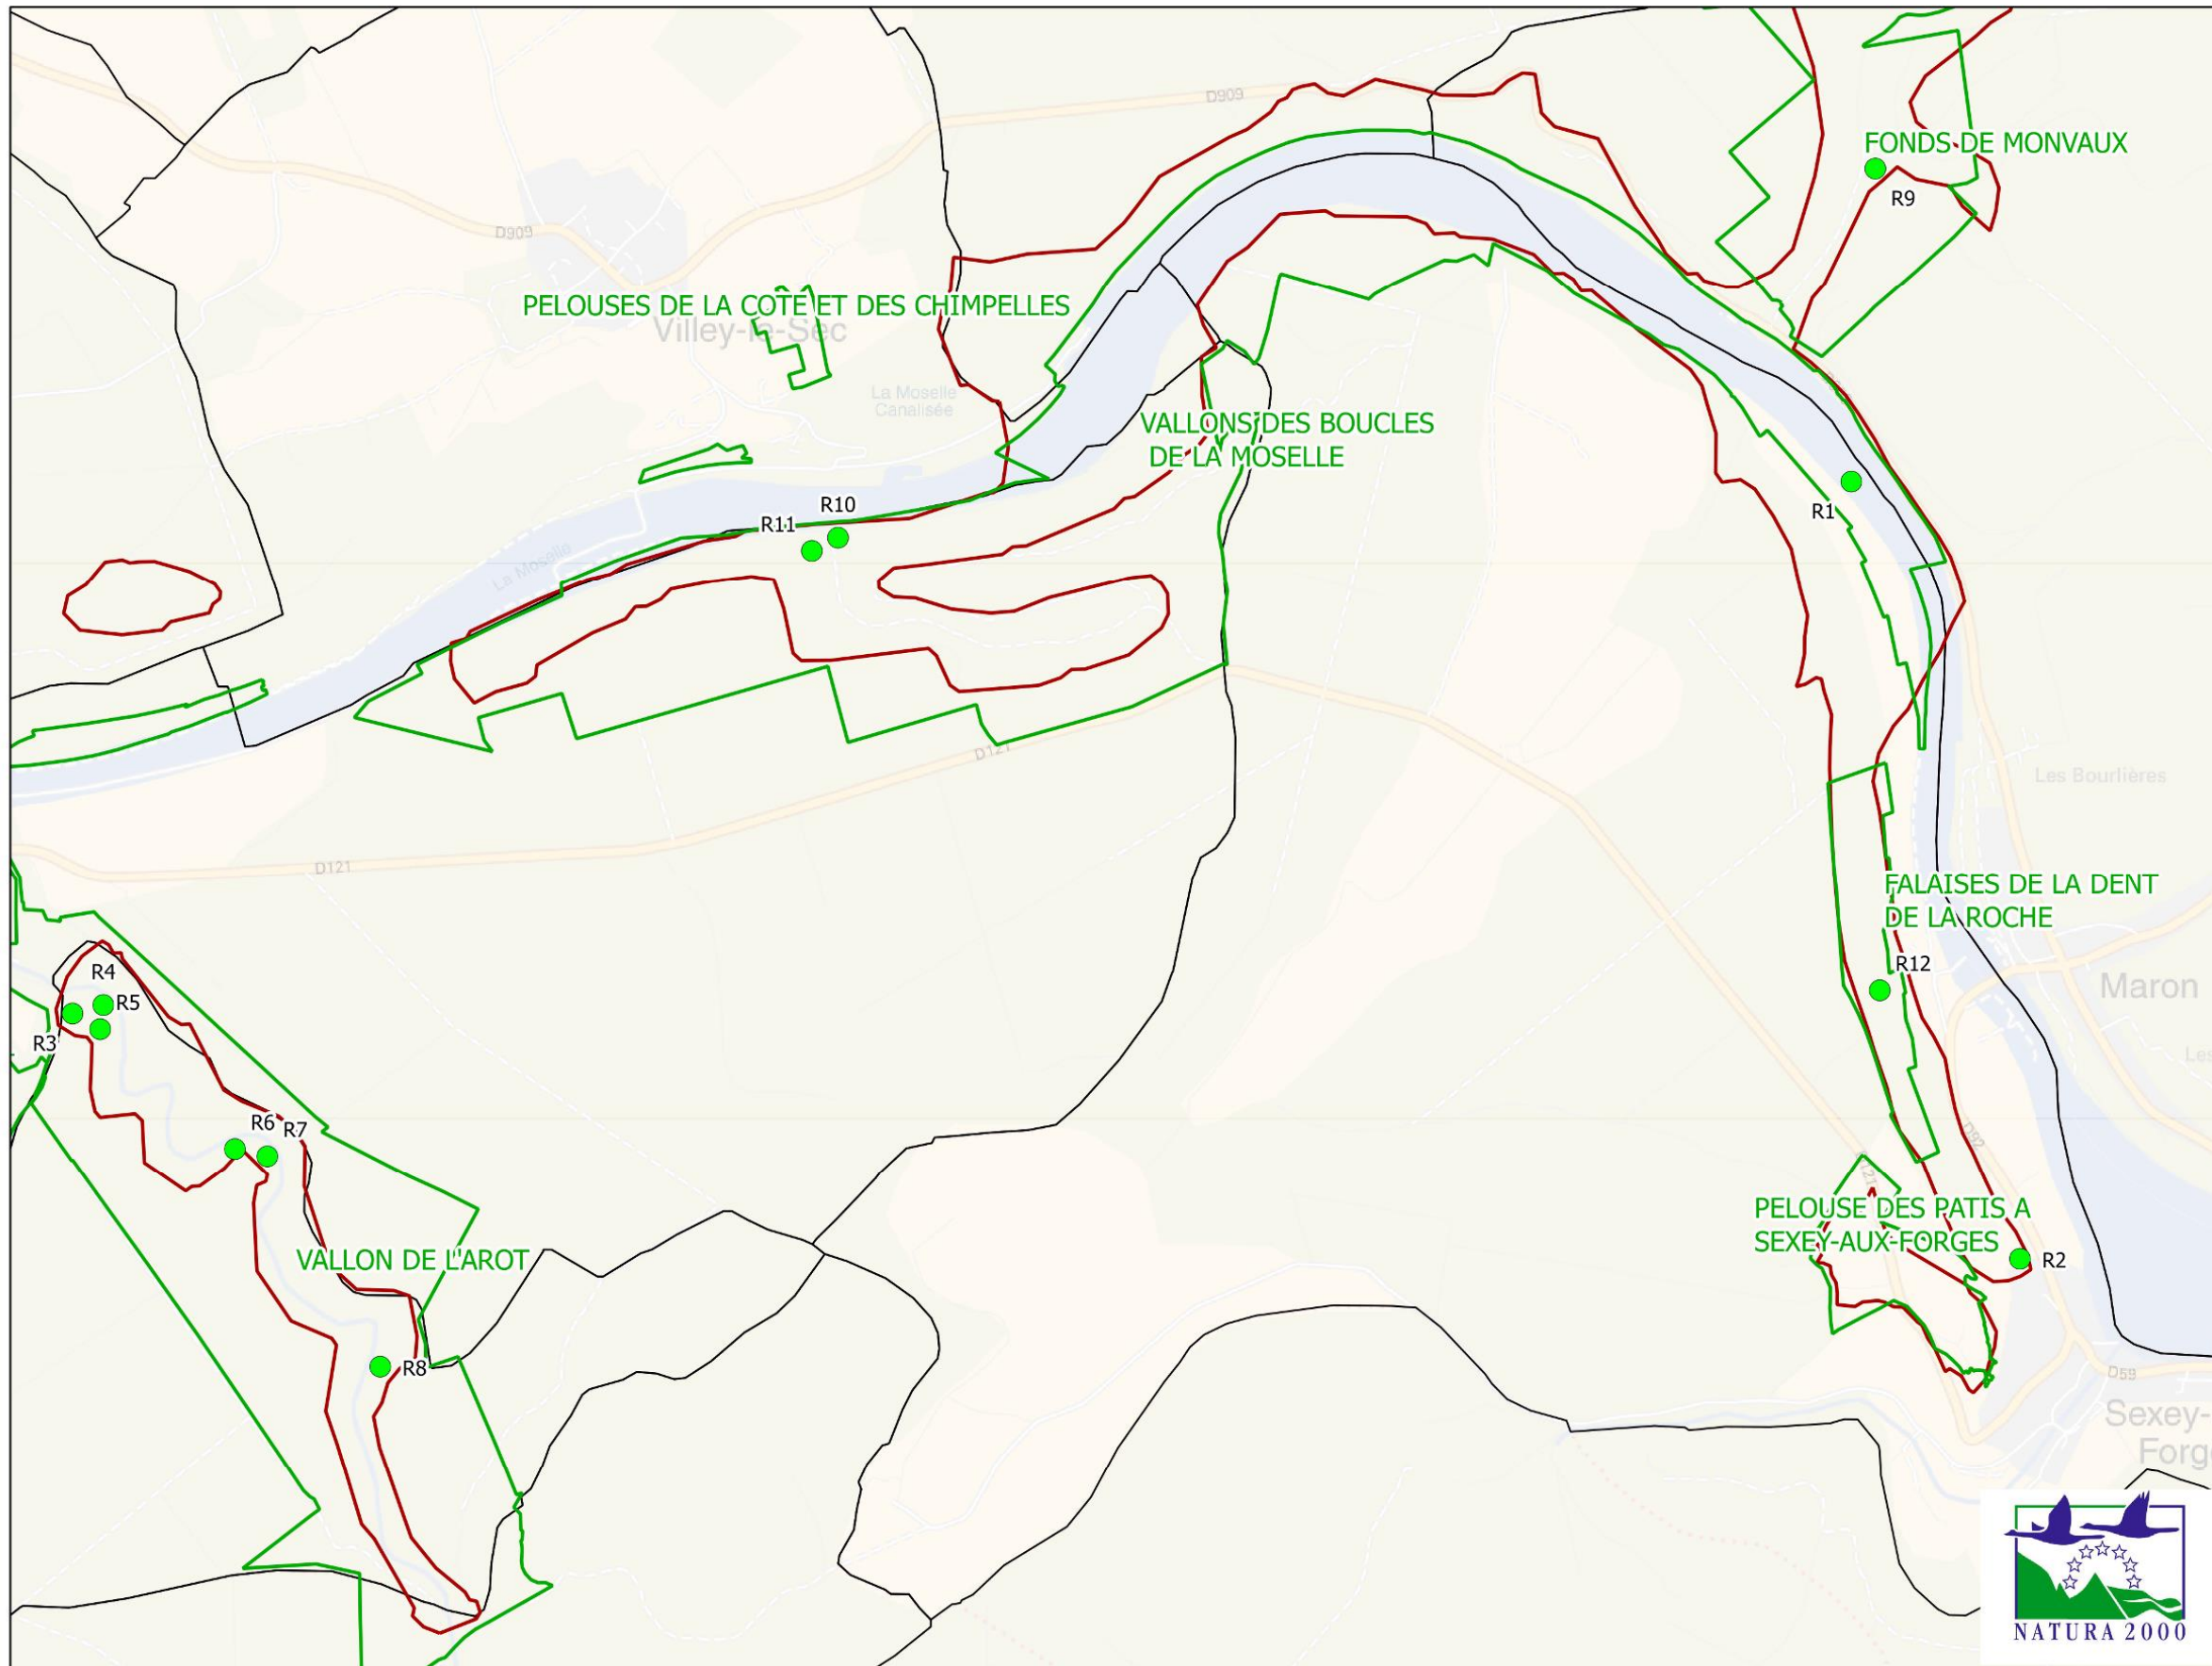 D909
FONDS DE MONVAUX
R9
D909
PELOUSES DE LA COTE ET DES CHIMPELLES
Villey-le-Sec
La Moselle
Canalisée
VALLONS DES BOUCLES
DE LA MOSELLE
R10
R11
R1
La Moselle
D121
Les Bourlières
D121
FALAISES DE LA DENT
DE LA ROCHE
R12
Maron
R4
R5
R3
Les
R6
R7
D92
D121
PELOUSE DES PATIS A
SEXEY-AUX-FORGES
R2
VALLON DE L'AROT
R8
D59
Sexey-
Forg
NATURA 2000